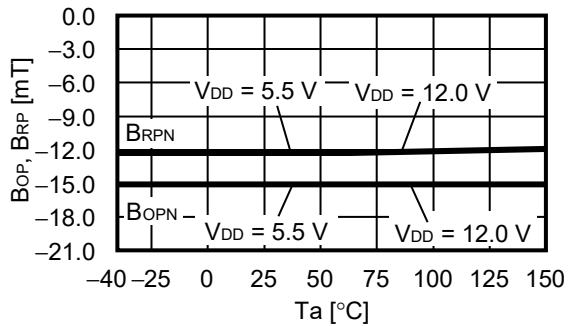 BOP, BRP [mT]
0.0
−3.0
−6.0
−9.0
−12.0
−15.0
−18.0
−21.0
VDD = 5.5 V
VDD = 12.0 V
BRPN
BOPN
VDD = 5.5 V
VDD = 12.0 V
−40 −25 0 25 50 75 100 125 150
Ta [°C]